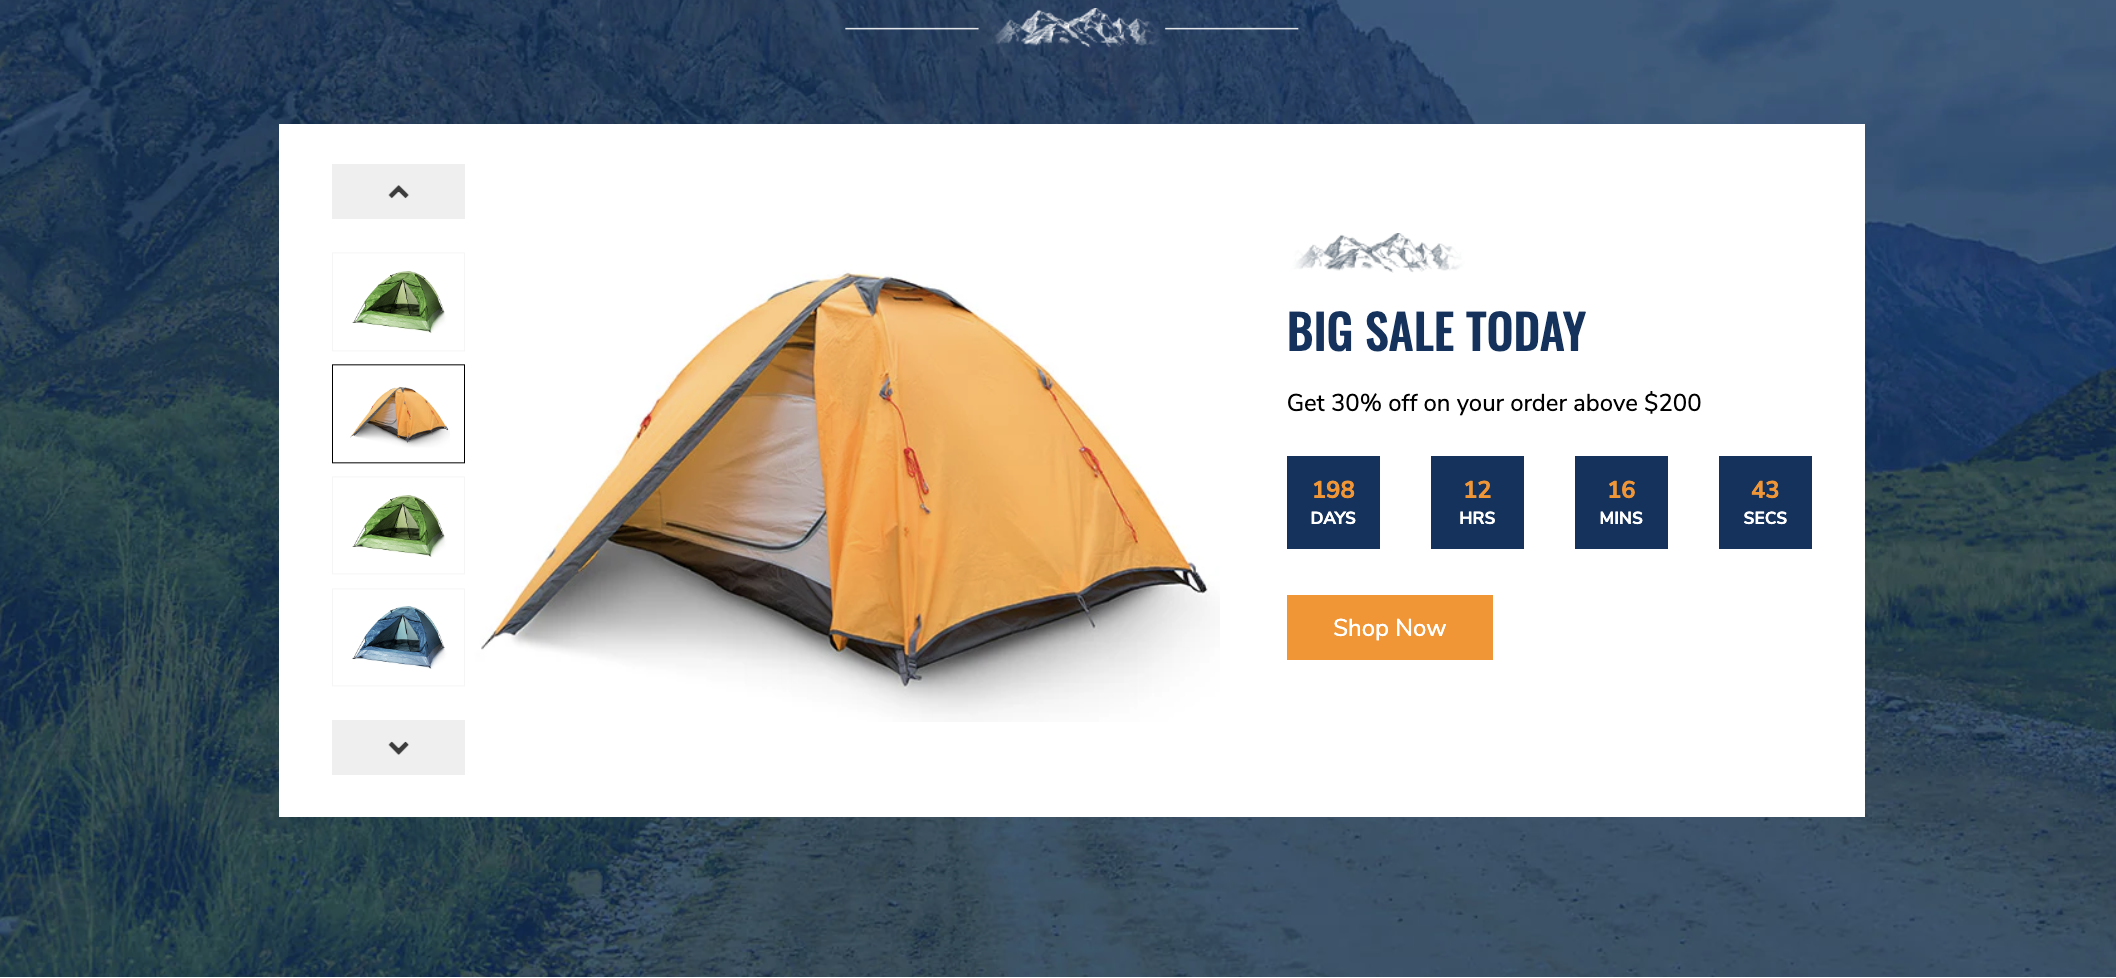 BIG SALE TODAY
Get 30% off on your order above $200
198 12 16 43
DAYS HRS MINS SECS
Shop Now